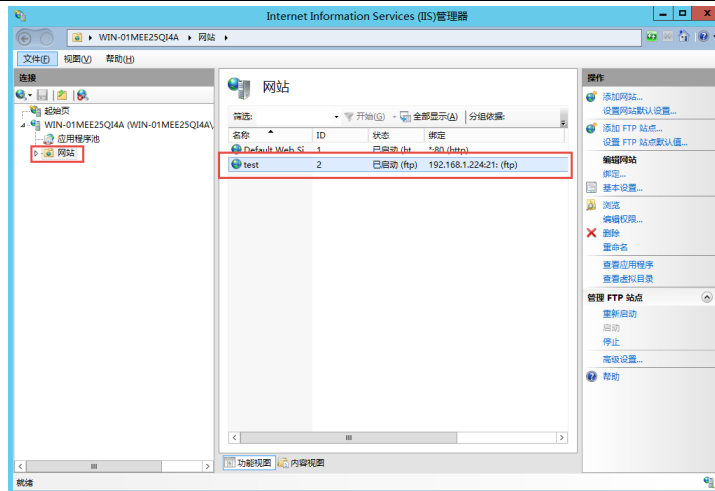 Internet Information Services (IIS)管理器
WIN-01MEE25QI4A ▸ 网站 ▸
文件(F) 视图(V) 帮助(H)
连接
起始页
WIN-01MEE25QI4A (WIN-01MEE25QI4A\
应用程序池
网站
网站
筛选: 开始(G) 全部显示(A) 分组依据:
名称 ID 状态 绑定
Default Web Si 1 已启动 (ht *:80 (http)
test 2 已启动 (ftp) 192.168.1.224:21: (ftp)
功能视图 内容视图
操作
添加网站...
设置网站默认设置...
添加 FTP 站点...
设置 FTP 站点默认值...
编辑网站
绑定...
基本设置...
浏览
编辑权限...
删除
重命名
查看应用程序
查看虚拟目录
管理 FTP 站点
重新启动
启动
停止
高级设置...
帮助
就绪